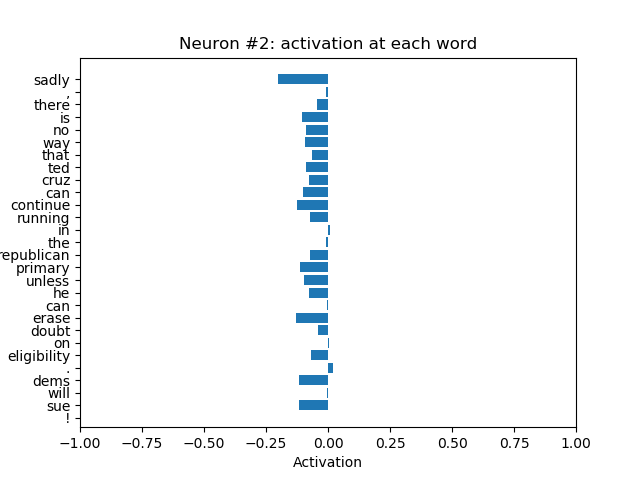 Neuron #2: activation at each word
sadly
,
there
is
no
way
that
ted
cruz
can
continue
running
in
the
republican
primary
unless
he
can
erase
doubt
on
eligibility
.
dems
will
sue
!
−1.00 −0.75 −0.50 −0.25 0.00 0.25 0.50 0.75 1.00
Activation